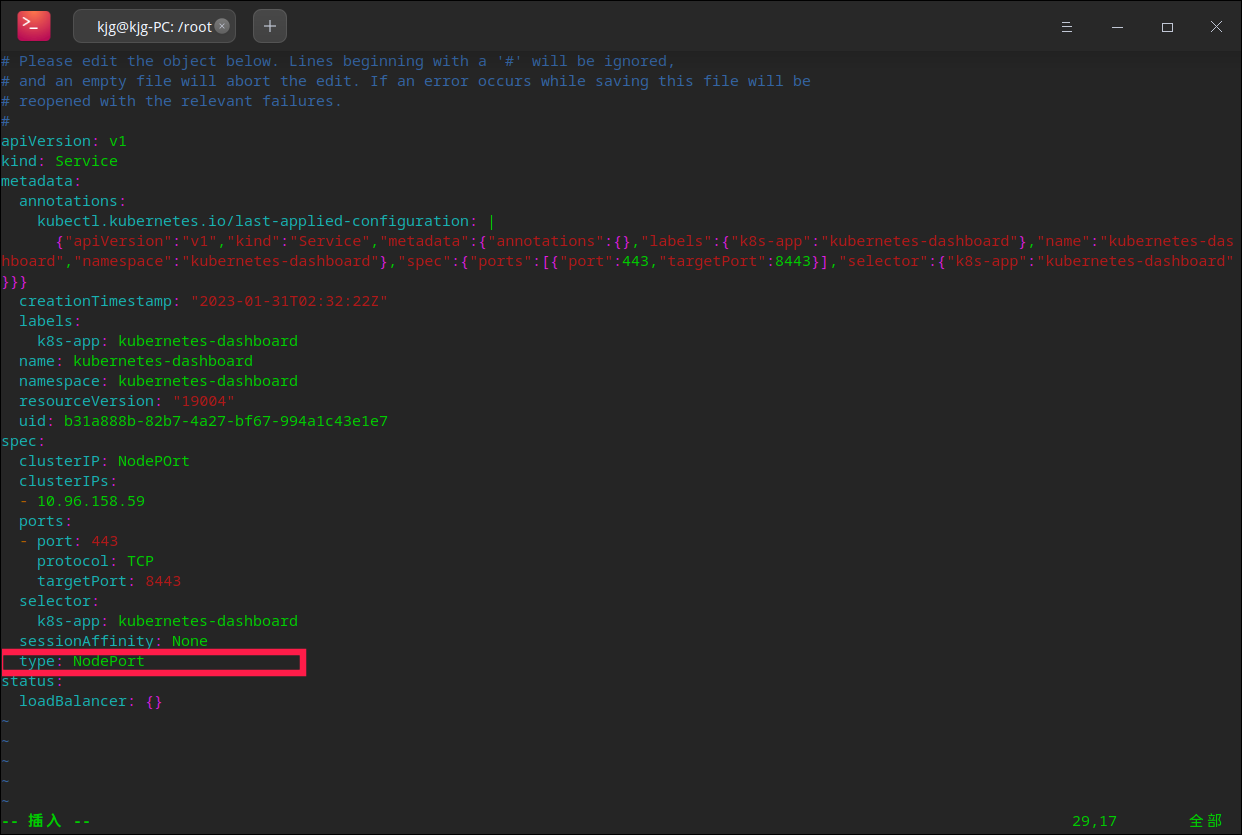 >_
kjg@kjg-PC: /root
# Please edit the object below. Lines beginning with a '#' will be ignored,
# and an empty file will abort the edit. If an error occurs while saving this file will be
# reopened with the relevant failures.
#
apiVersion: v1
kind: Service
metadata:
  annotations:
    kubectl.kubernetes.io/last-applied-configuration: |
      {"apiVersion":"v1","kind":"Service","metadata":{"annotations":{},"labels":{"k8s-app":"kubernetes-dashboard"},"name":"kubernetes-das
hboard","namespace":"kubernetes-dashboard"},"spec":{"ports":[{"port":443,"targetPort":8443}],"selector":{"k8s-app":"kubernetes-dashboard"
}}}
  creationTimestamp: "2023-01-31T02:32:22Z"
  labels:
    k8s-app: kubernetes-dashboard
  name: kubernetes-dashboard
  namespace: kubernetes-dashboard
  resourceVersion: "19004"
  uid: b31a888b-82b7-4a27-bf67-994a1c43e1e7
spec:
  clusterIP: NodePOrt
  clusterIPs:
  - 10.96.158.59
  ports:
  - port: 443
    protocol: TCP
    targetPort: 8443
  selector:
    k8s-app: kubernetes-dashboard
  sessionAffinity: None
  type: NodePort
status:
  loadBalancer: {}
~
~
~
~
~
-- 插入 -- 29,17 全部